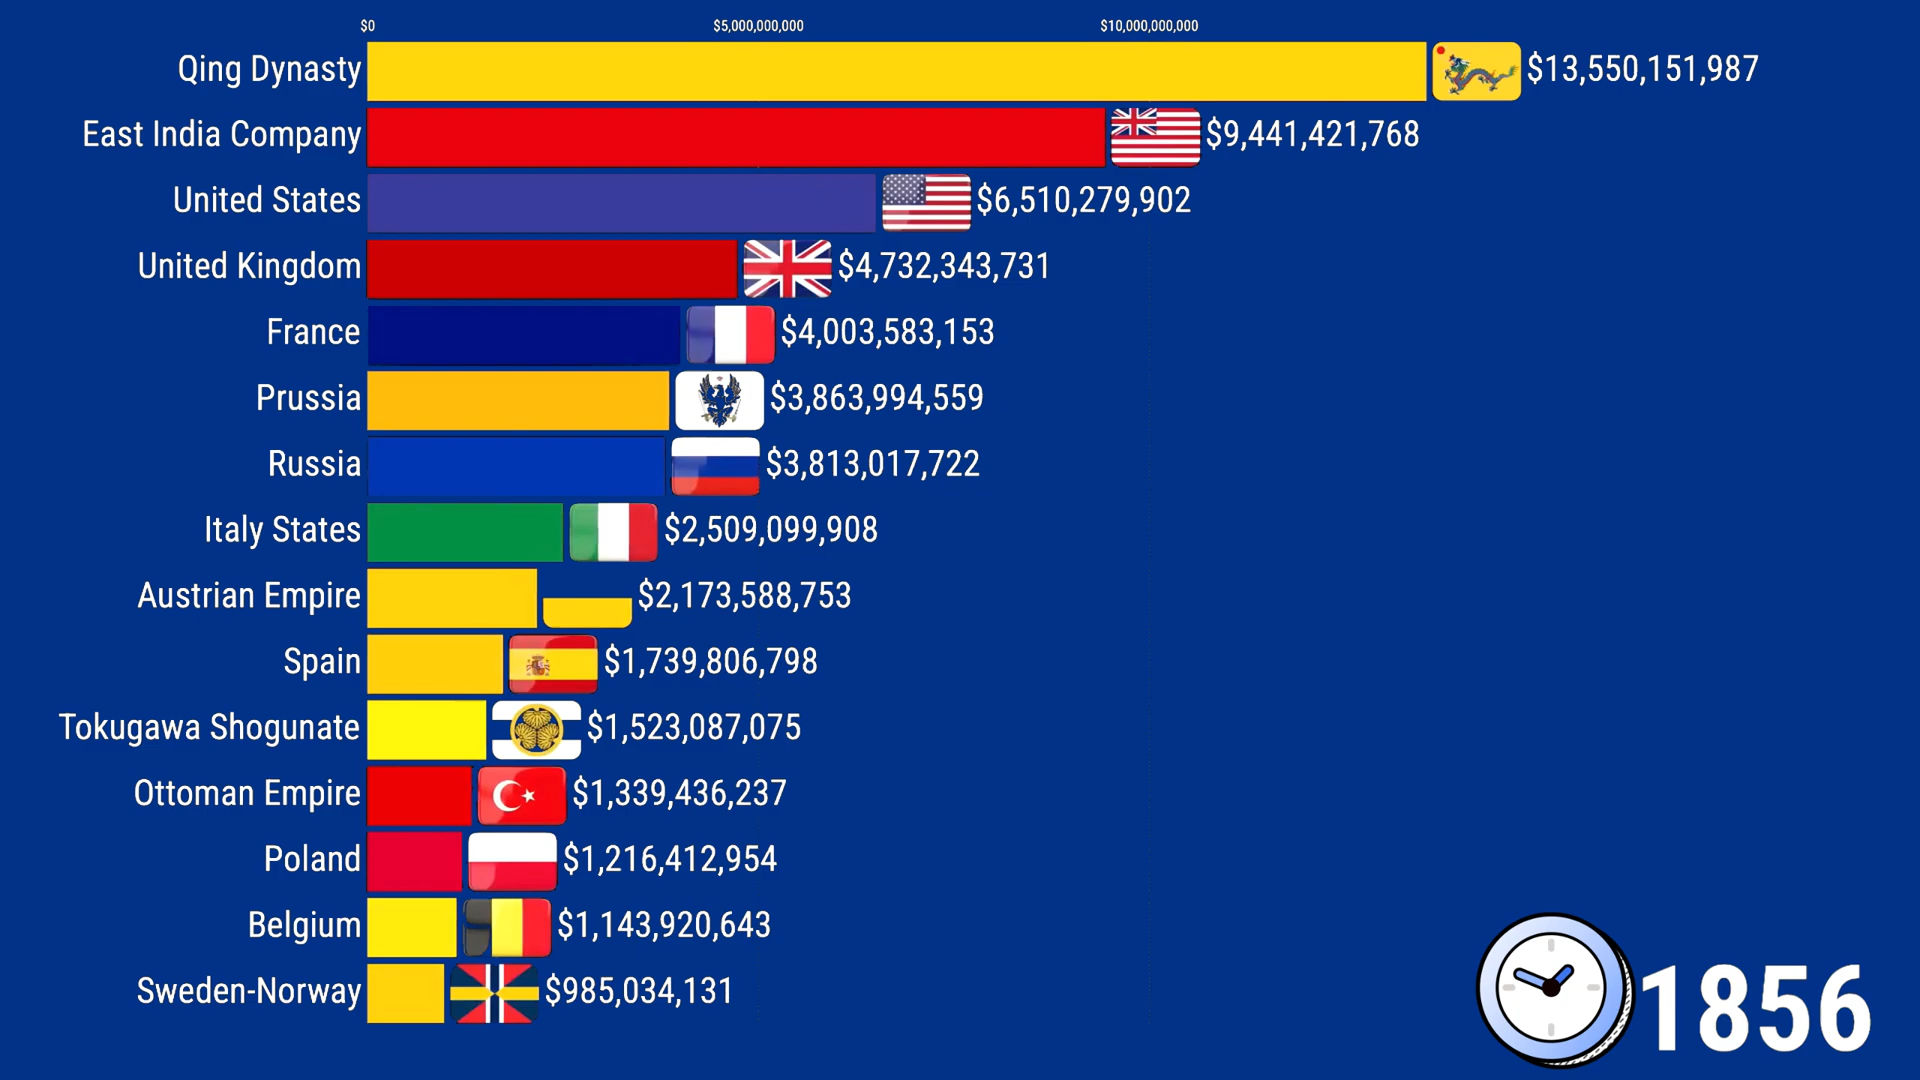 $0 $5,000,000,000 $10,000,000,000
Qing Dynasty $13,550,151,987
East India Company $9,441,421,768
United States $6,510,279,902
United Kingdom $4,732,343,731
France $4,003,583,153
Prussia $3,863,994,559
Russia $3,813,017,722
Italy States $2,509,099,908
Austrian Empire $2,173,588,753
Spain $1,739,806,798
Tokugawa Shogunate $1,523,087,075
Ottoman Empire $1,339,436,237
Poland $1,216,412,954
Belgium $1,143,920,643
Sweden-Norway $985,034,131
1856